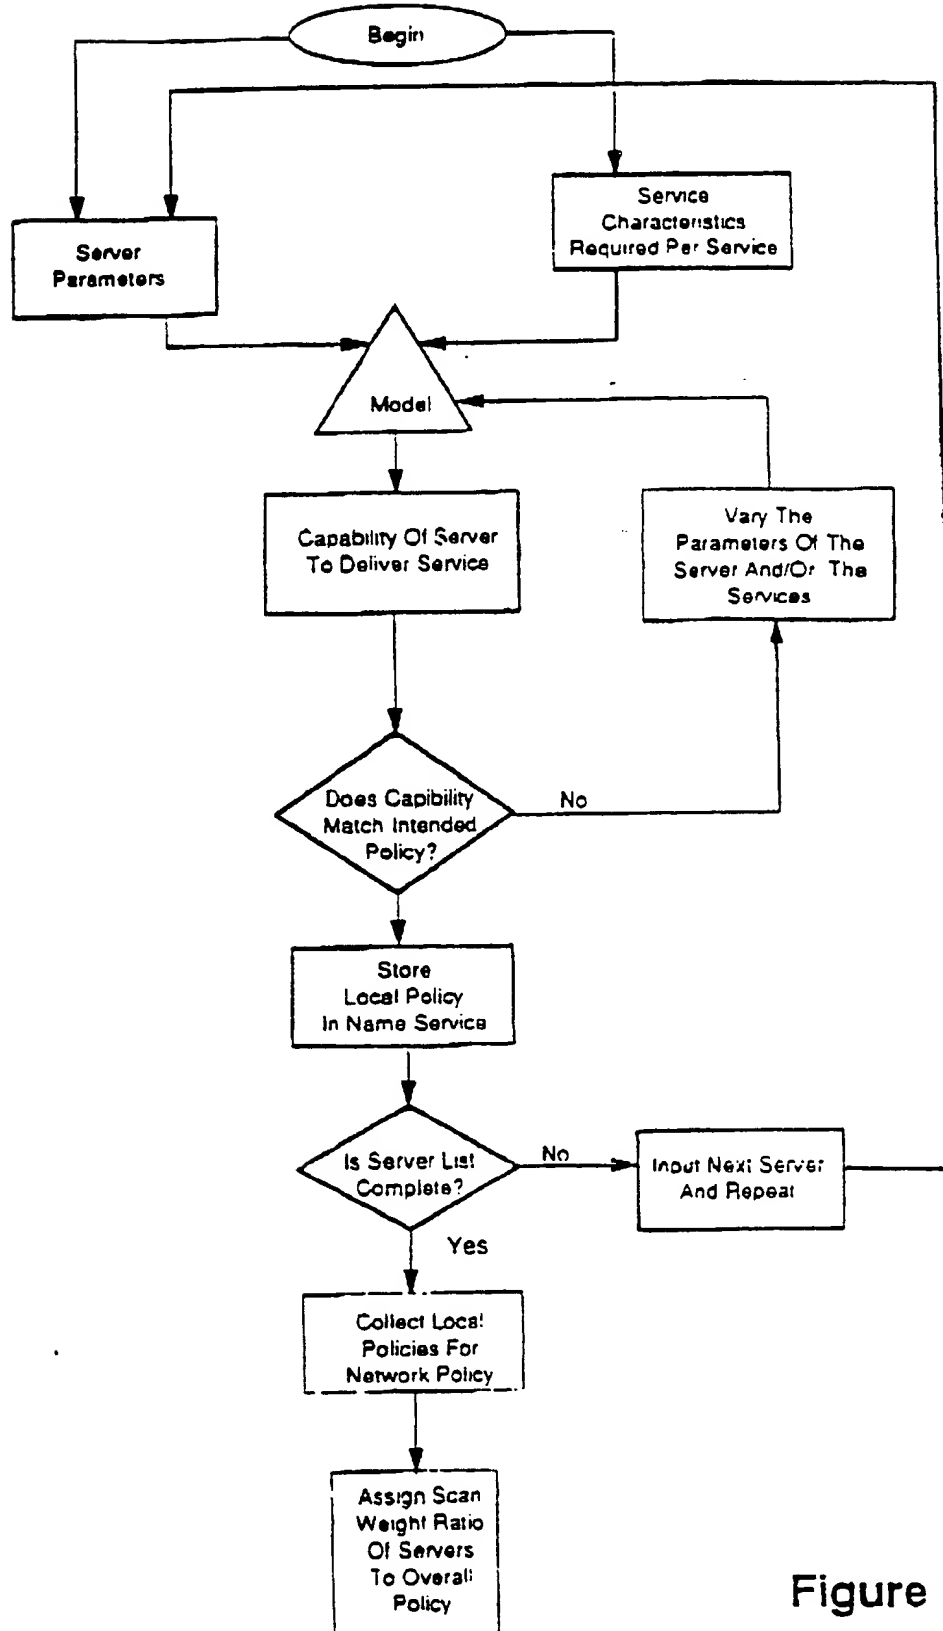 Begin
Server
Parameters
Service
Characteristics
Required Per Service
Model
Capability Of Server
To Deliver Service
Vary The
Parameters Of The
Server And/Or The
Services
Does Capibility
Match Intended
Policy?
No
Store
Local Policy
In Name Service
Is Server List
Complete?
No
Input Next Server
And Repeat
Yes
Collect Local
Policies For
Network Policy
Assign Scan
Weight Ratio
Of Servers
To Overall
Policy
Figure